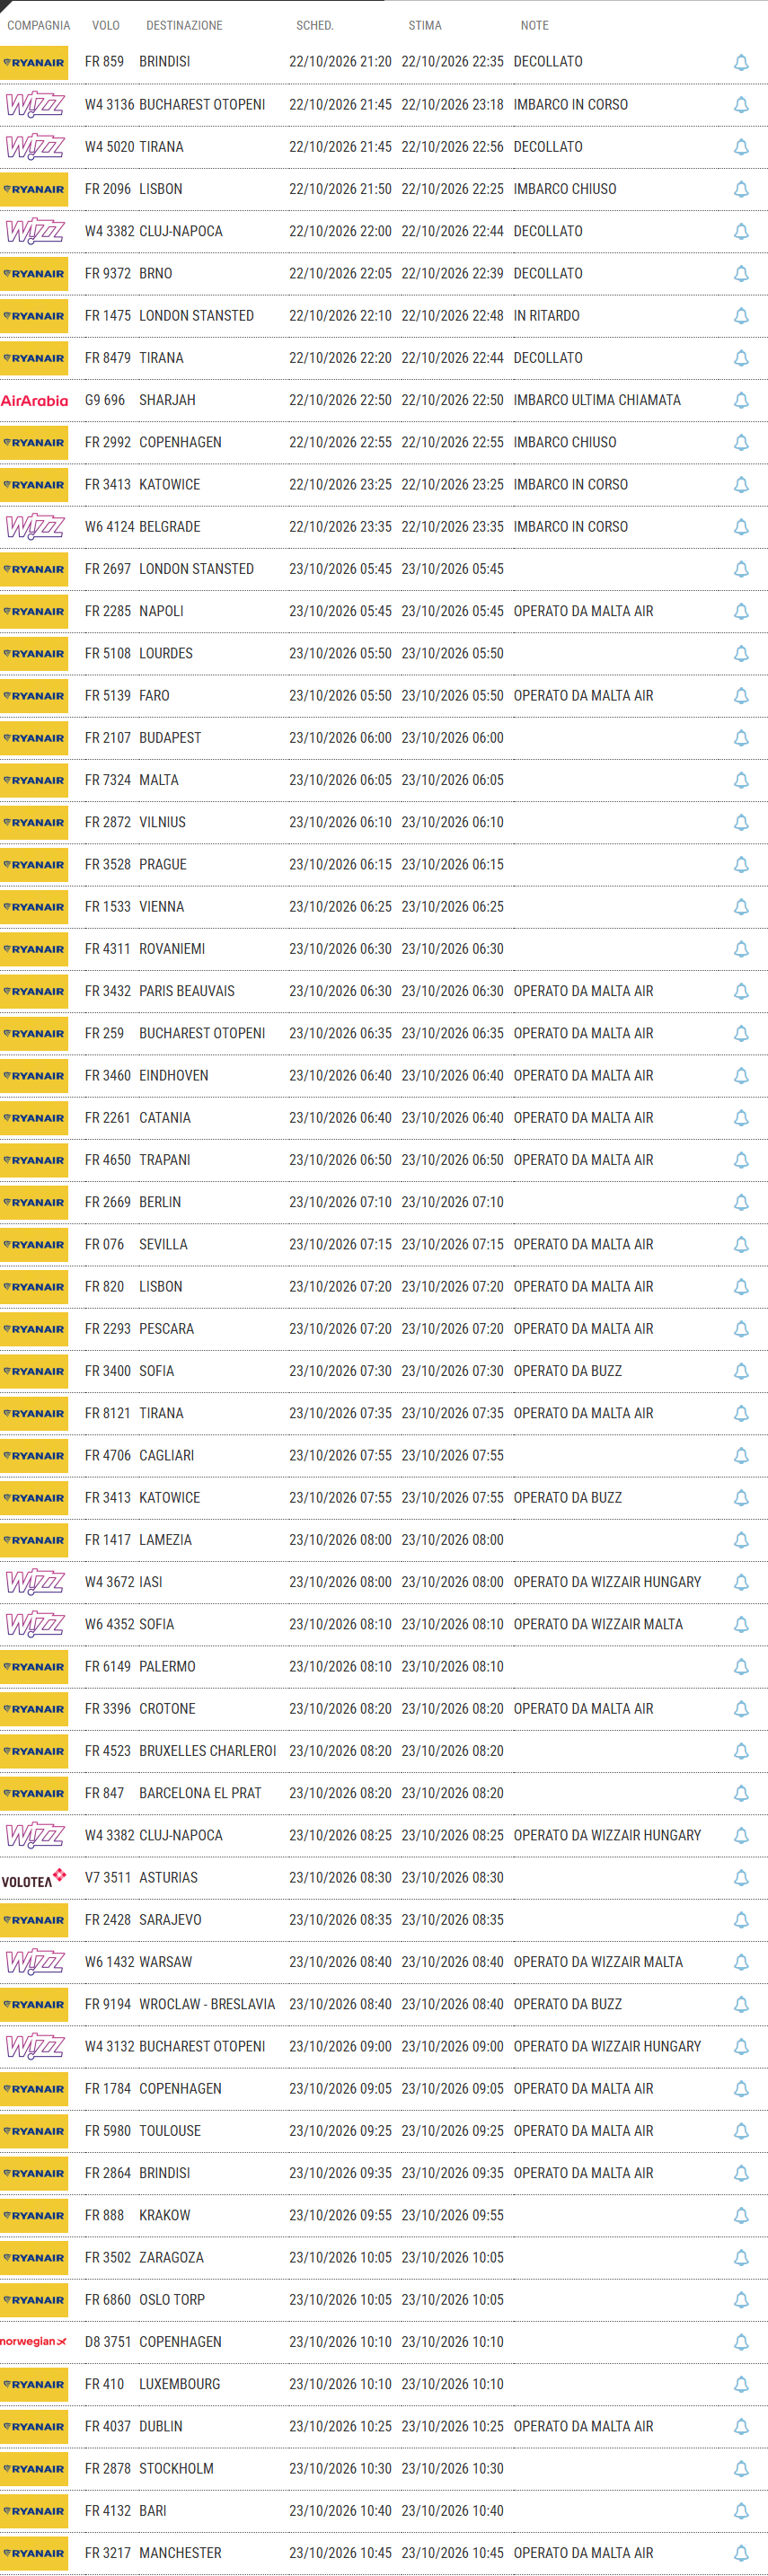 COMPAGNIA VOLO DESTINAZIONE SCHED. STIMA NOTE
RYANAIR FR 859 BRINDISI 22/10/2026 21:20 22/10/2026 22:35 DECOLLATO
WIZZ W4 3136 BUCHAREST OTOPENI 22/10/2026 21:45 22/10/2026 23:18 IMBARCO IN CORSO
WIZZ W4 5020 TIRANA 22/10/2026 21:45 22/10/2026 22:56 DECOLLATO
RYANAIR FR 2096 LISBON 22/10/2026 21:50 22/10/2026 22:25 IMBARCO CHIUSO
WIZZ W4 3382 CLUJ-NAPOCA 22/10/2026 22:00 22/10/2026 22:44 DECOLLATO
RYANAIR FR 9372 BRNO 22/10/2026 22:05 22/10/2026 22:39 DECOLLATO
RYANAIR FR 1475 LONDON STANSTED 22/10/2026 22:10 22/10/2026 22:48 IN RITARDO
RYANAIR FR 8479 TIRANA 22/10/2026 22:20 22/10/2026 22:44 DECOLLATO
AirArabia G9 696 SHARJAH 22/10/2026 22:50 22/10/2026 22:50 IMBARCO ULTIMA CHIAMATA
RYANAIR FR 2992 COPENHAGEN 22/10/2026 22:55 22/10/2026 22:55 IMBARCO CHIUSO
RYANAIR FR 3413 KATOWICE 22/10/2026 23:25 22/10/2026 23:25 IMBARCO IN CORSO
WIZZ W6 4124 BELGRADE 22/10/2026 23:35 22/10/2026 23:35 IMBARCO IN CORSO
RYANAIR FR 2697 LONDON STANSTED 23/10/2026 05:45 23/10/2026 05:45
RYANAIR FR 2285 NAPOLI 23/10/2026 05:45 23/10/2026 05:45 OPERATO DA MALTA AIR
RYANAIR FR 5108 LOURDES 23/10/2026 05:50 23/10/2026 05:50
RYANAIR FR 5139 FARO 23/10/2026 05:50 23/10/2026 05:50 OPERATO DA MALTA AIR
RYANAIR FR 2107 BUDAPEST 23/10/2026 06:00 23/10/2026 06:00
RYANAIR FR 7324 MALTA 23/10/2026 06:05 23/10/2026 06:05
RYANAIR FR 2872 VILNIUS 23/10/2026 06:10 23/10/2026 06:10
RYANAIR FR 3528 PRAGUE 23/10/2026 06:15 23/10/2026 06:15
RYANAIR FR 1533 VIENNA 23/10/2026 06:25 23/10/2026 06:25
RYANAIR FR 4311 ROVANIEMI 23/10/2026 06:30 23/10/2026 06:30
RYANAIR FR 3432 PARIS BEAUVAIS 23/10/2026 06:30 23/10/2026 06:30 OPERATO DA MALTA AIR
RYANAIR FR 259 BUCHAREST OTOPENI 23/10/2026 06:35 23/10/2026 06:35 OPERATO DA MALTA AIR
RYANAIR FR 3460 EINDHOVEN 23/10/2026 06:40 23/10/2026 06:40 OPERATO DA MALTA AIR
RYANAIR FR 2261 CATANIA 23/10/2026 06:40 23/10/2026 06:40 OPERATO DA MALTA AIR
RYANAIR FR 4650 TRAPANI 23/10/2026 06:50 23/10/2026 06:50 OPERATO DA MALTA AIR
RYANAIR FR 2669 BERLIN 23/10/2026 07:10 23/10/2026 07:10
RYANAIR FR 076 SEVILLA 23/10/2026 07:15 23/10/2026 07:15 OPERATO DA MALTA AIR
RYANAIR FR 820 LISBON 23/10/2026 07:20 23/10/2026 07:20 OPERATO DA MALTA AIR
RYANAIR FR 2293 PESCARA 23/10/2026 07:20 23/10/2026 07:20 OPERATO DA MALTA AIR
RYANAIR FR 3400 SOFIA 23/10/2026 07:30 23/10/2026 07:30 OPERATO DA BUZZ
RYANAIR FR 8121 TIRANA 23/10/2026 07:35 23/10/2026 07:35 OPERATO DA MALTA AIR
RYANAIR FR 4706 CAGLIARI 23/10/2026 07:55 23/10/2026 07:55
RYANAIR FR 3413 KATOWICE 23/10/2026 07:55 23/10/2026 07:55 OPERATO DA BUZZ
RYANAIR FR 1417 LAMEZIA 23/10/2026 08:00 23/10/2026 08:00
WIZZ W4 3672 IASI 23/10/2026 08:00 23/10/2026 08:00 OPERATO DA WIZZAIR HUNGARY
WIZZ W6 4352 SOFIA 23/10/2026 08:10 23/10/2026 08:10 OPERATO DA WIZZAIR MALTA
RYANAIR FR 6149 PALERMO 23/10/2026 08:10 23/10/2026 08:10
RYANAIR FR 3396 CROTONE 23/10/2026 08:20 23/10/2026 08:20 OPERATO DA MALTA AIR
RYANAIR FR 4523 BRUXELLES CHARLEROI 23/10/2026 08:20 23/10/2026 08:20
RYANAIR FR 847 BARCELONA EL PRAT 23/10/2026 08:20 23/10/2026 08:20
WIZZ W4 3382 CLUJ-NAPOCA 23/10/2026 08:25 23/10/2026 08:25 OPERATO DA WIZZAIR HUNGARY
VOLOTEA V7 3511 ASTURIAS 23/10/2026 08:30 23/10/2026 08:30
RYANAIR FR 2428 SARAJEVO 23/10/2026 08:35 23/10/2026 08:35
WIZZ W6 1432 WARSAW 23/10/2026 08:40 23/10/2026 08:40 OPERATO DA WIZZAIR MALTA
RYANAIR FR 9194 WROCLAW - BRESLAVIA 23/10/2026 08:40 23/10/2026 08:40 OPERATO DA BUZZ
WIZZ W4 3132 BUCHAREST OTOPENI 23/10/2026 09:00 23/10/2026 09:00 OPERATO DA WIZZAIR HUNGARY
RYANAIR FR 1784 COPENHAGEN 23/10/2026 09:05 23/10/2026 09:05 OPERATO DA MALTA AIR
RYANAIR FR 5980 TOULOUSE 23/10/2026 09:25 23/10/2026 09:25 OPERATO DA MALTA AIR
RYANAIR FR 2864 BRINDISI 23/10/2026 09:35 23/10/2026 09:35 OPERATO DA MALTA AIR
RYANAIR FR 888 KRAKOW 23/10/2026 09:55 23/10/2026 09:55
RYANAIR FR 3502 ZARAGOZA 23/10/2026 10:05 23/10/2026 10:05
RYANAIR FR 6860 OSLO TORP 23/10/2026 10:05 23/10/2026 10:05
norwegian D8 3751 COPENHAGEN 23/10/2026 10:10 23/10/2026 10:10
RYANAIR FR 410 LUXEMBOURG 23/10/2026 10:10 23/10/2026 10:10
RYANAIR FR 4037 DUBLIN 23/10/2026 10:25 23/10/2026 10:25 OPERATO DA MALTA AIR
RYANAIR FR 2878 STOCKHOLM 23/10/2026 10:30 23/10/2026 10:30
RYANAIR FR 4132 BARI 23/10/2026 10:40 23/10/2026 10:40
RYANAIR FR 3217 MANCHESTER 23/10/2026 10:45 23/10/2026 10:45 OPERATO DA MALTA AIR